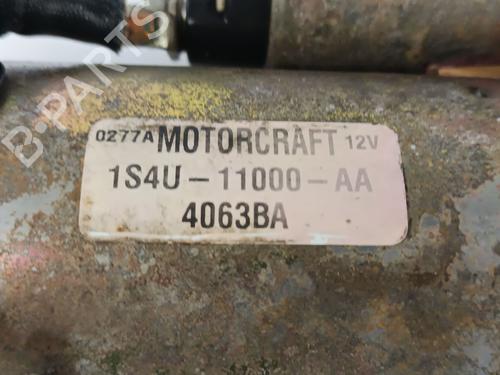 B-PARTS
0277A MOTORCRAFT 12V
1S4U-11000-AA
4063BA